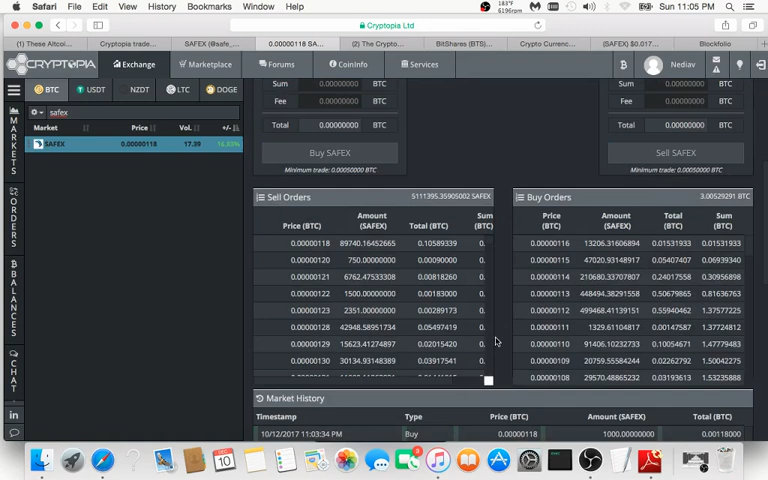 Safari File Edit View History Bookmarks Window Help 183°F 6196rpm Sun 11:05 PM
Cryptopia Ltd
(1) These Altcoi... Cryptopia trade... SAFEX (@safe_... 0.00000118 SA... (2) The Crypto... BitShares (BTS)... Crypto Currenc... (SAFEX) $0.017... Blockfolio
CRYPTOPIA Exchange Marketplace Forums CoinInfo Services Nediav
BTC USDT NZDT LTC DOGE
safex
Market Price Vol. +/-
SAFEX 0.00000118 17.39
MARKETS
ORDERS
BALANCES
CHAT
in
Sum 0.00000000 BTC
Fee 0.00000000 BTC
Total 0.00000000 BTC
Buy SAFEX
Minimum trade: 0.00050000 BTC
Sum 0.00000000 BTC
Fee 0.00000000 BTC
Total 0.00000000 BTC
Sell SAFEX
Minimum trade: 0.00050000 BTC
Sell Orders 5111395.35905002 SAFEX
Price (BTC) Amount (SAFEX) Total (BTC) Sum (BTC)
0.00000118 89740.16452665 0.10589339 0.
0.00000120 750.00000000 0.00090000 0.
0.00000121 6762.47533308 0.00818260 0.
0.00000122 1500.00000000 0.00183000 0.
0.00000123 2351.00000000 0.00289173 0.
0.00000128 42948.58951734 0.05497419 0.
0.00000129 15623.41274897 0.02015420 0.
0.00000130 30134.93148389 0.03917541 0.
Buy Orders 3.00529291 BTC
Price (BTC) Amount (SAFEX) Total (BTC) Sum (BTC)
0.00000116 13206.31606894 0.01531933 0.01531933
0.00000115 47020.93148917 0.05407407 0.06939340
0.00000114 210680.33707807 0.24017558 0.30956898
0.00000113 448494.38291558 0.50679865 0.81636763
0.00000112 499468.41139151 0.55940462 1.37577225
0.00000111 1329.61104817 0.00147587 1.37724812
0.00000110 91406.10232733 0.10054671 1.47779483
0.00000109 20759.55584244 0.02262792 1.50042275
0.00000108 29570.48865232 0.03193613 1.53235888
Market History
Timestamp Type Price (BTC) Amount (SAFEX) Total (BTC)
10/12/2017 11:03:34 PM Buy 0.00000118 1000.00000000 0.00118000
DEC
10
3